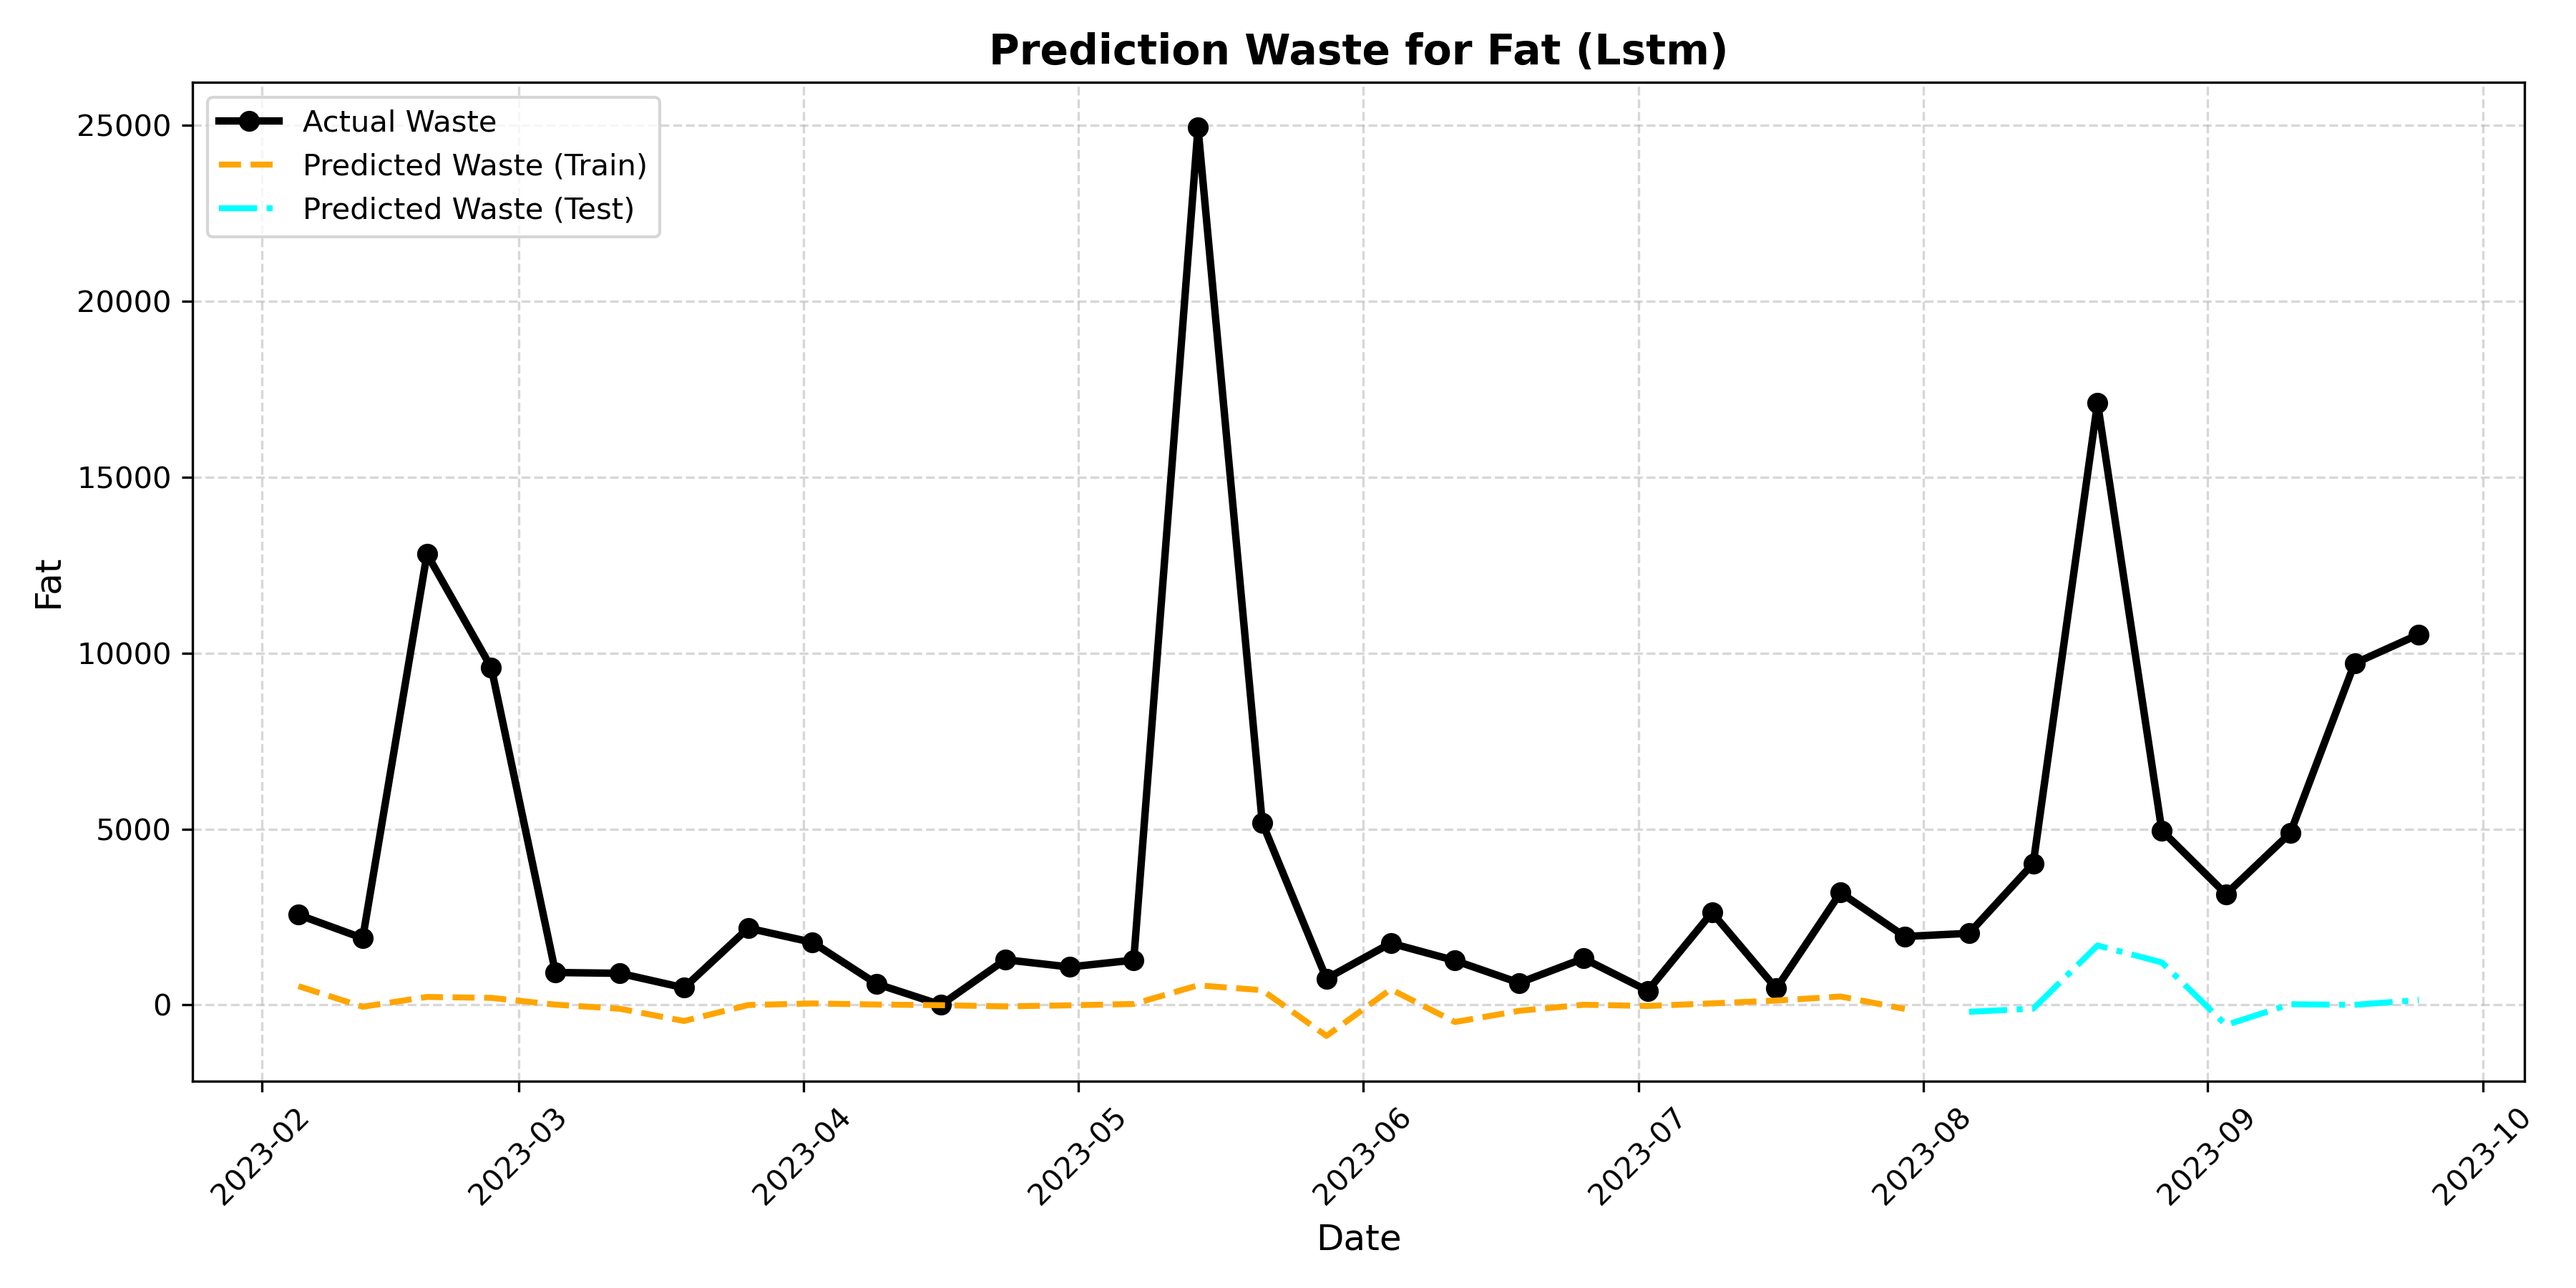 Prediction Waste for Fat (Lstm)
Actual Waste
Predicted Waste (Train)
Predicted Waste (Test)
25000
20000
15000
10000
5000
0
Fat
2023-02
2023-03
2023-04
2023-05
2023-06
2023-07
2023-08
2023-09
2023-10
Date